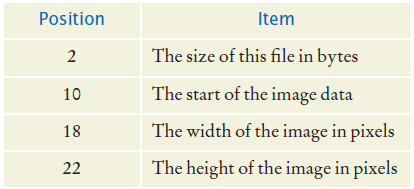 Position Item
2 The size of this file in bytes
10 The start of the image data
18 The width of the image in pixels
22 The height of the image in pixels